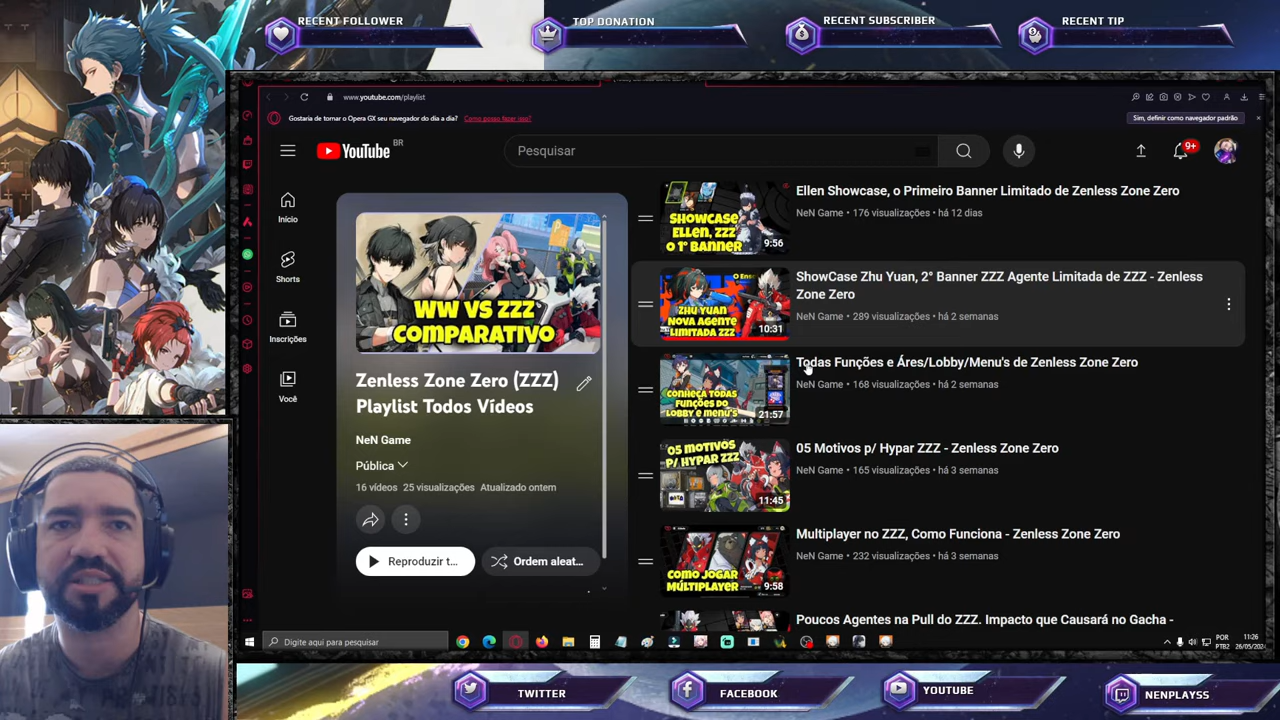 RECENT FOLLOWER
TOP DONATION
RECENT SUBSCRIBER
RECENT TIP
www.youtube.com/playlist
Gostaria de tornar o Opera GX seu navegador do dia a dia?
Como posso fazer isso?
Sim, definir como navegador padrão
YouTube BR
Pesquisar
9+
Início
Shorts
Inscrições
Você
WW VS ZZZ
COMPARATIVO
Zenless Zone Zero (ZZZ)
Playlist Todos Vídeos
NeN Game
Pública
16 vídeos 25 visualizações Atualizado ontem
Reproduzir t...
Ordem aleat...
SHOWCASE
ELLEN, ZZZ
O 1º BANNER
9:56
Ellen Showcase, o Primeiro Banner Limitado de Zenless Zone Zero
NeN Game • 176 visualizações • há 12 dias
ZHU YUAN
NOVA AGENTE
LIMITADA ZZZ
10:31
ShowCase Zhu Yuan, 2° Banner ZZZ Agente Limitada de ZZZ - Zenless
Zone Zero
NeN Game • 289 visualizações • há 2 semanas
CONHEÇA TODAS
FUNÇÕES DO
LOBBY E MENU'S
21:57
Todas Funções e Áres/Lobby/Menu's de Zenless Zone Zero
NeN Game • 168 visualizações • há 2 semanas
05 MOTIVOS
P/ HYPAR ZZZ
11:45
05 Motivos p/ Hypar ZZZ - Zenless Zone Zero
NeN Game • 165 visualizações • há 3 semanas
COMO JOGAR
MULTIPLAYER
9:58
Multiplayer no ZZZ, Como Funciona - Zenless Zone Zero
NeN Game • 232 visualizações • há 3 semanas
Poucos Agentes na Pull do ZZZ. Impacto que Causará no Gacha -
Digite aqui para pesquisar
POR
PTB2
11:26
TWITTER
FACEBOOK
YOUTUBE
NENPLAYSS